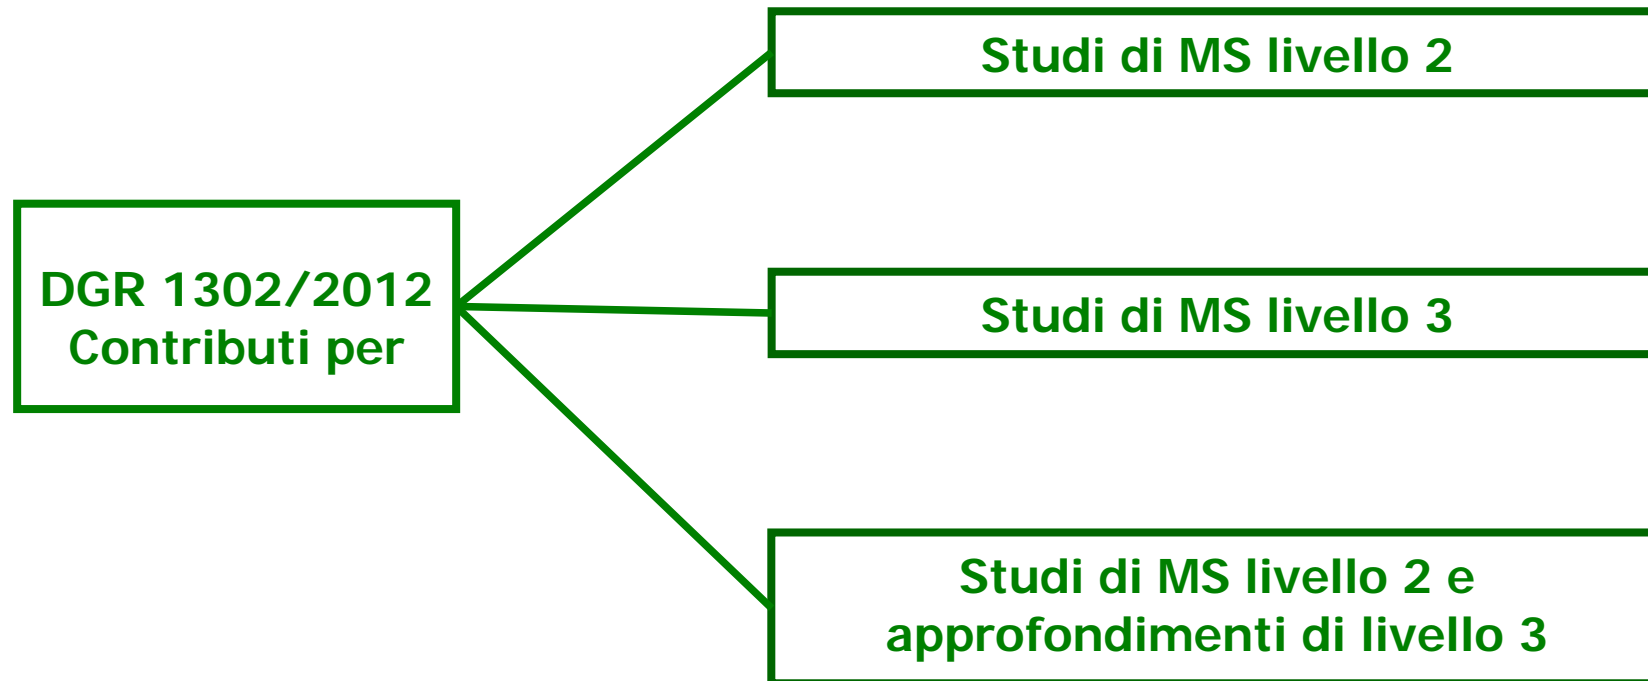 Studi di MS livello 2
DGR 1302/2012
Contributi per
Studi di MS livello 3
Studi di MS livello 2 e
approfondimenti di livello 3